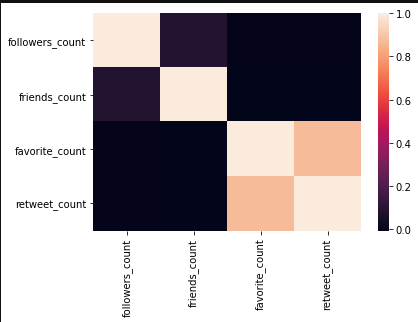 followers_count
friends_count
favorite_count
retweet_count
followers_count
friends_count
favorite_count
retweet_count
1.0
0.8
0.6
0.4
0.2
0.0